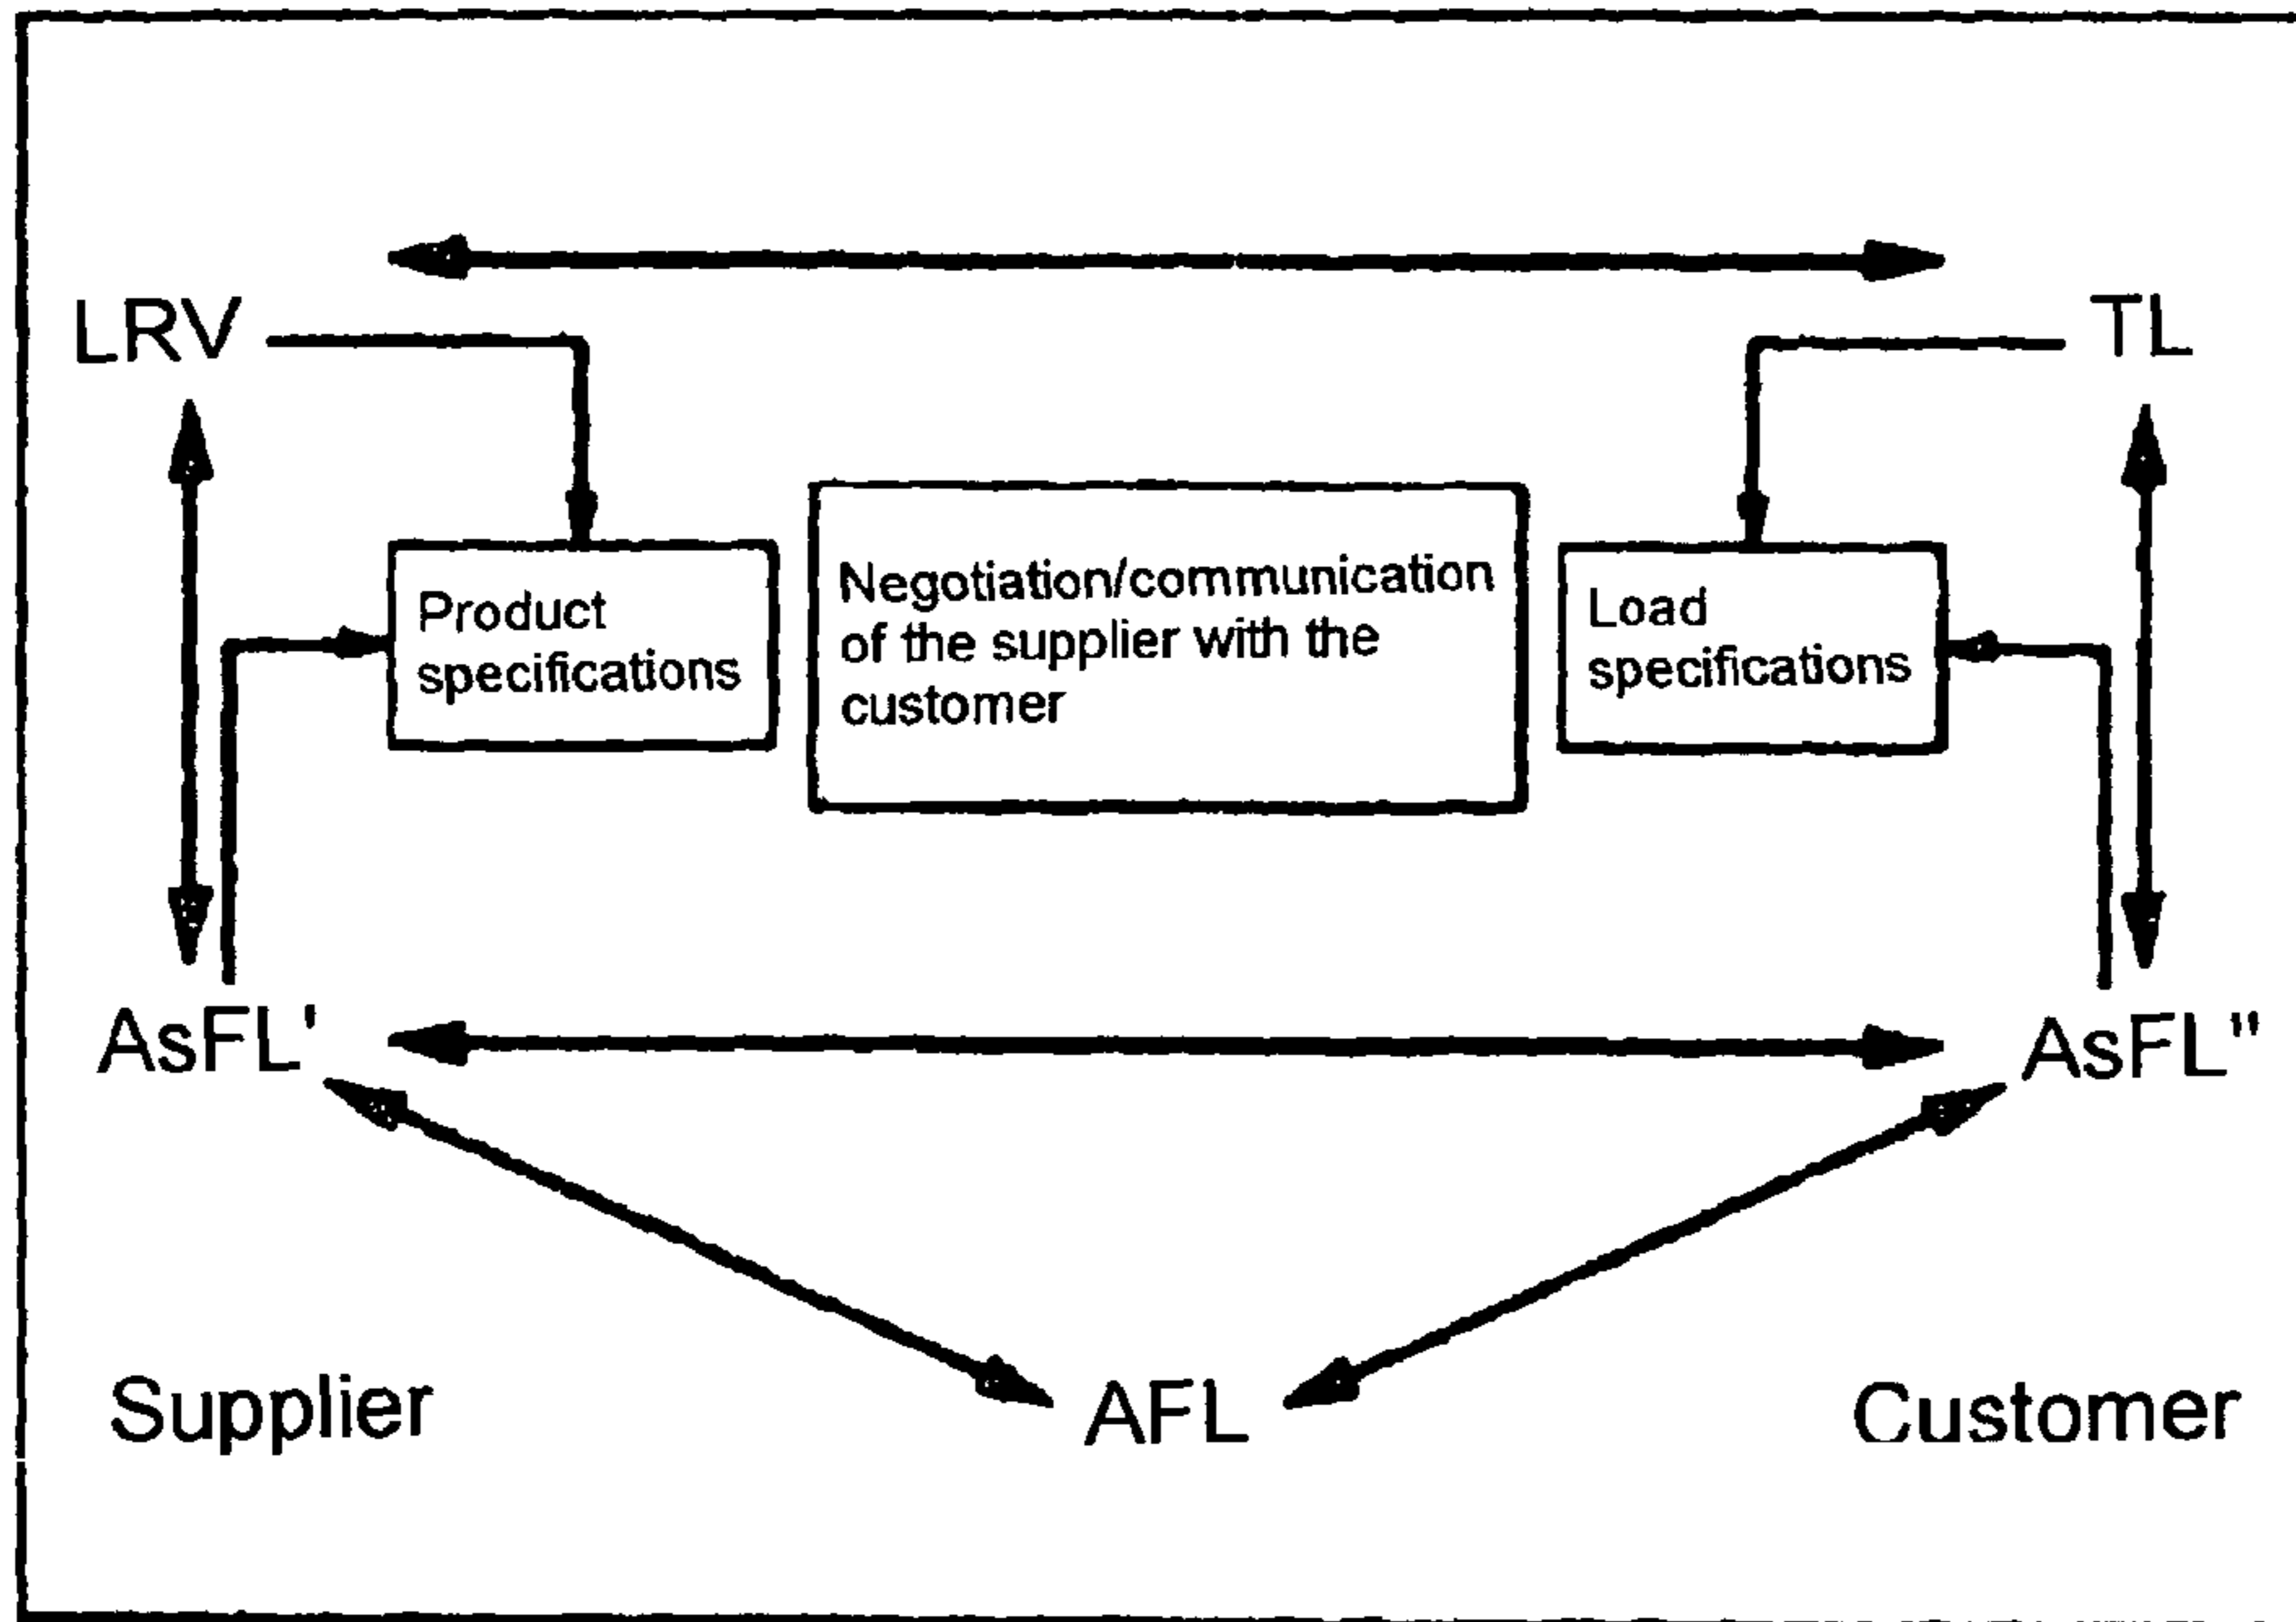 LRV
TL
Product
specifications
Negotiation/communication
of the supplier with the
customer
Load
specifications
AsFL'
AsFL"
Supplier
AFL
Customer